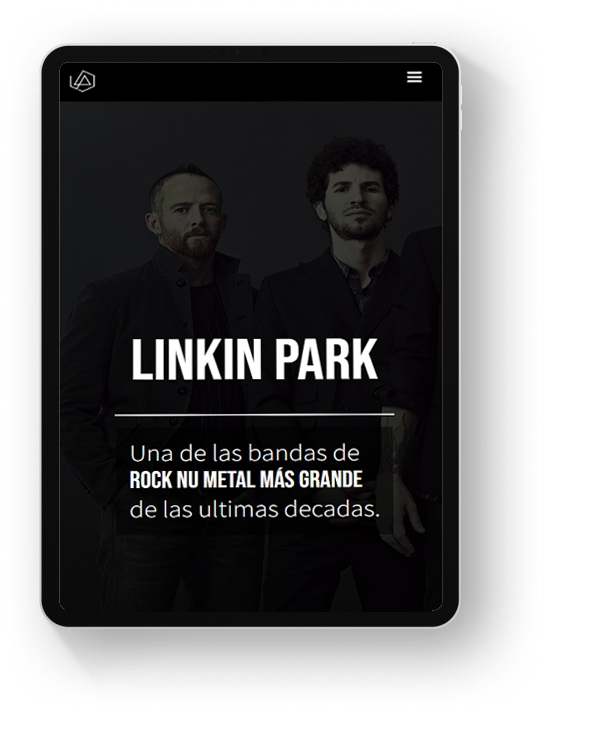 LINKIN PARK
Una de las bandas de
ROCK NU METAL MÁS GRANDE
de las ultimas decadas.